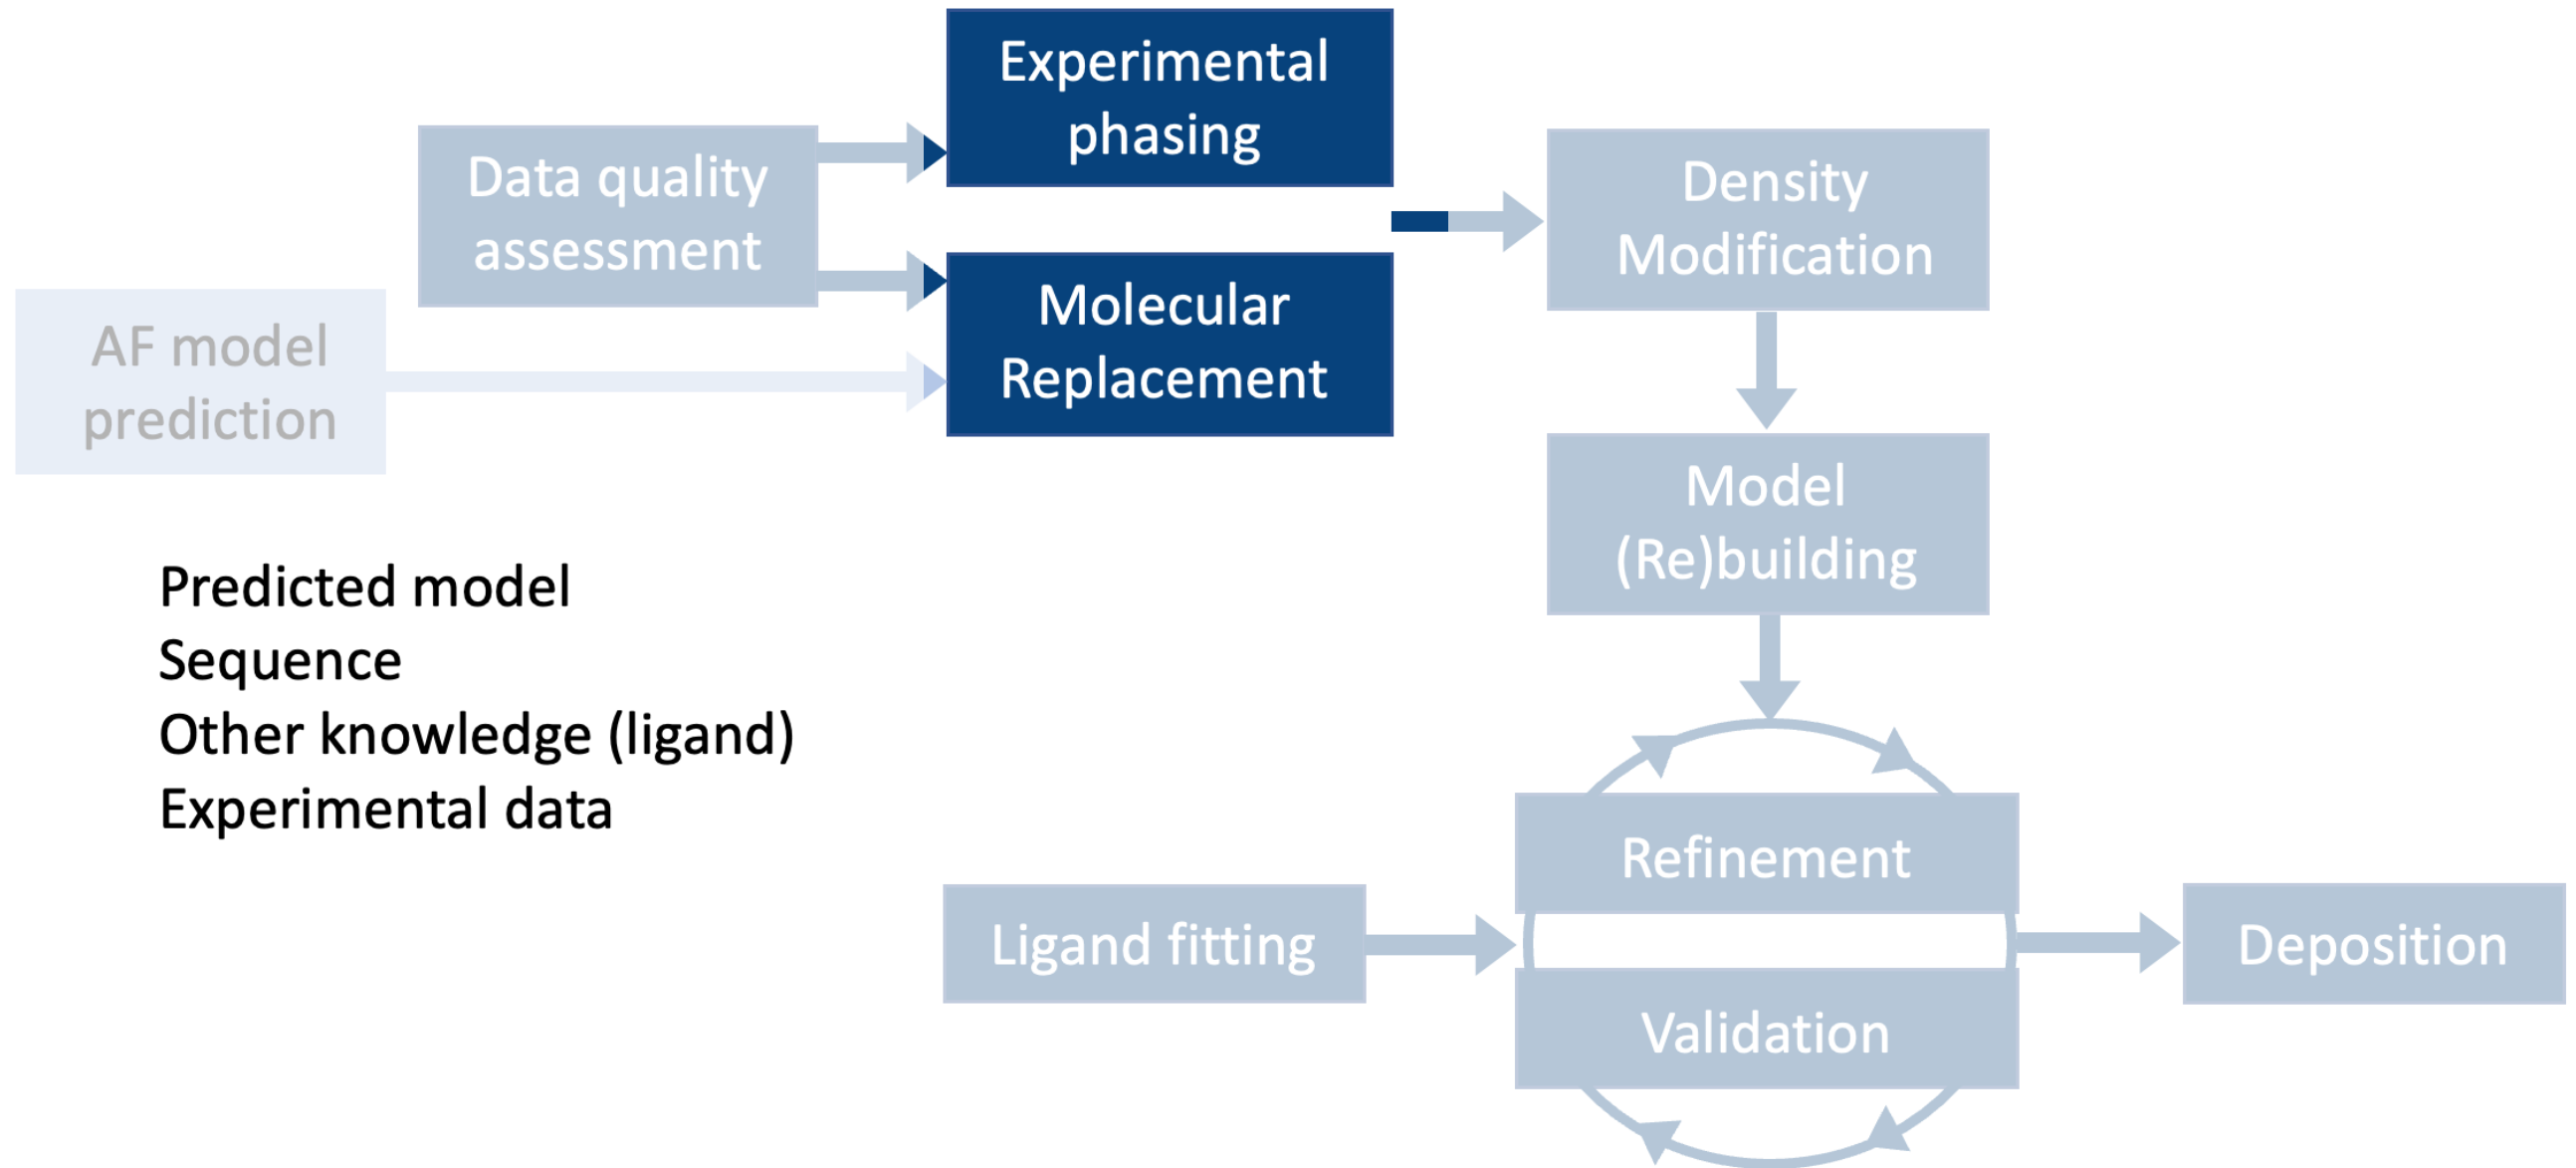 Experimental
phasing
Data quality
assessment
Molecular
Replacement
AF model
prediction
Density
Modification
Model
(Re)building
Predicted model
Sequence
Other knowledge (ligand)
Experimental data
Refinement
Ligand fitting
Validation
Deposition